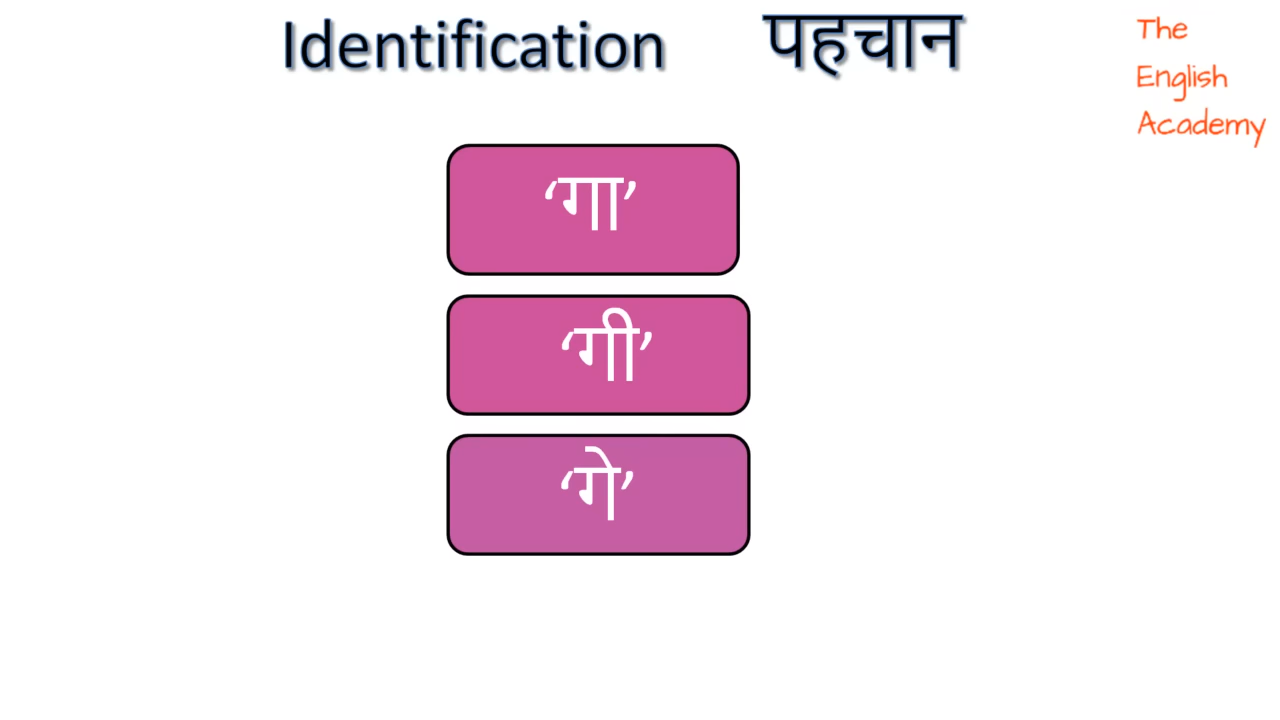 Identification पहचान
The
English
Academy
‘गा’
‘गी’
‘गे’